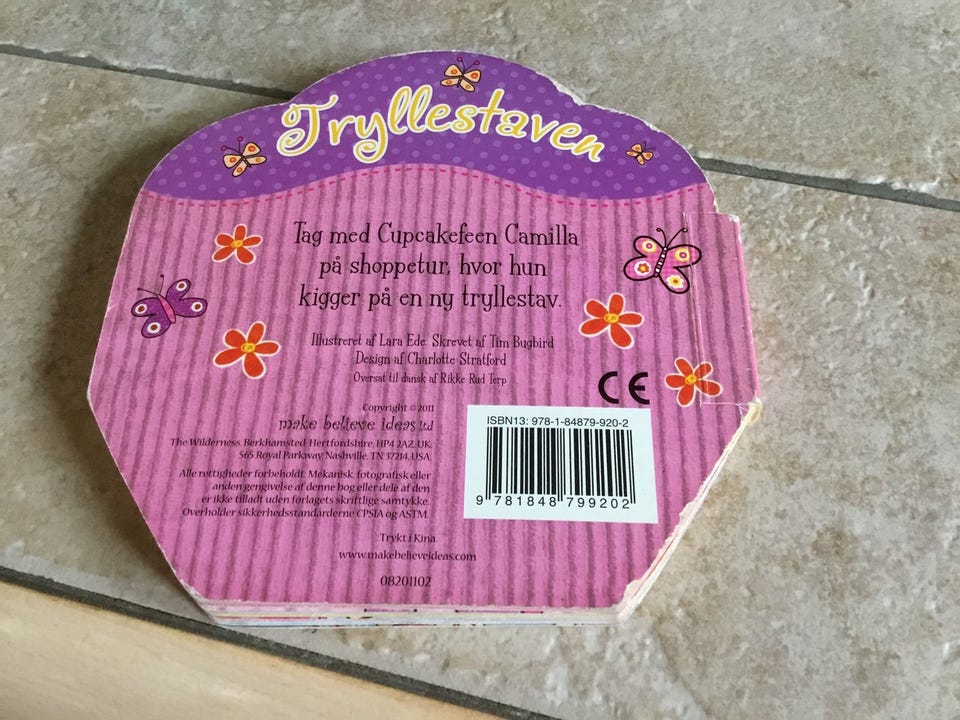 Tryllestaven
Tag med Cupcakefeen Camilla
på shoppetur, hvor hun
kigger på en ny tryllestav.
Illustreret af Lara Ede. Skrevet af Tim Bugbird
Design af Charlotte Stratford
Oversat til dansk af Rikke Rud Terp
Copyright © 2011
make believe ideas ltd
The Wilderness, Berkhamsted, Hertfordshire, HP4 2AZ, UK.
565 Royal Parkway, Nashville, TN 37214, USA.
Alle rettigheder forbeholdt. Mekanisk, fotografisk eller
anden gengivelse af denne bog eller dele af den
er ikke tilladt uden forlagets skriftlige samtykke.
Overholder sikkerhedsstandarderne CPSIA og ASTM.
Trykt i Kina.
www.makebelieveideas.com
08201102
CE
ISBN13: 978-1-84879-920-2
9 781848 799202